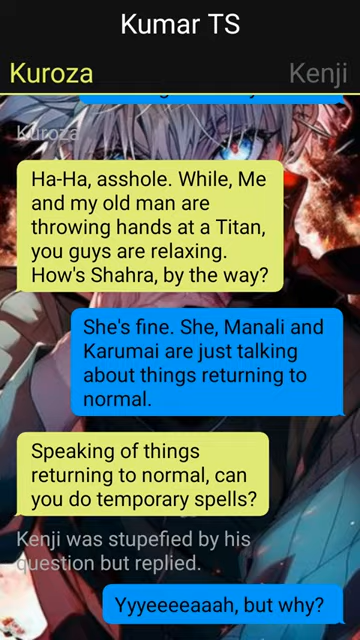 Kumar TS
Kuroza
Kenji
Kuroza
Ha-Ha, asshole. While, Me
and my old man are
throwing hands at a Titan,
you guys are relaxing.
How's Shahra, by the way?
She's fine. She, Manali and
Karumai are just talking
about things returning to
normal.
Speaking of things
returning to normal, can
you do temporary spells?
Kenji was stupefied by his
question but replied.
Yyyeeeeaaah, but why?